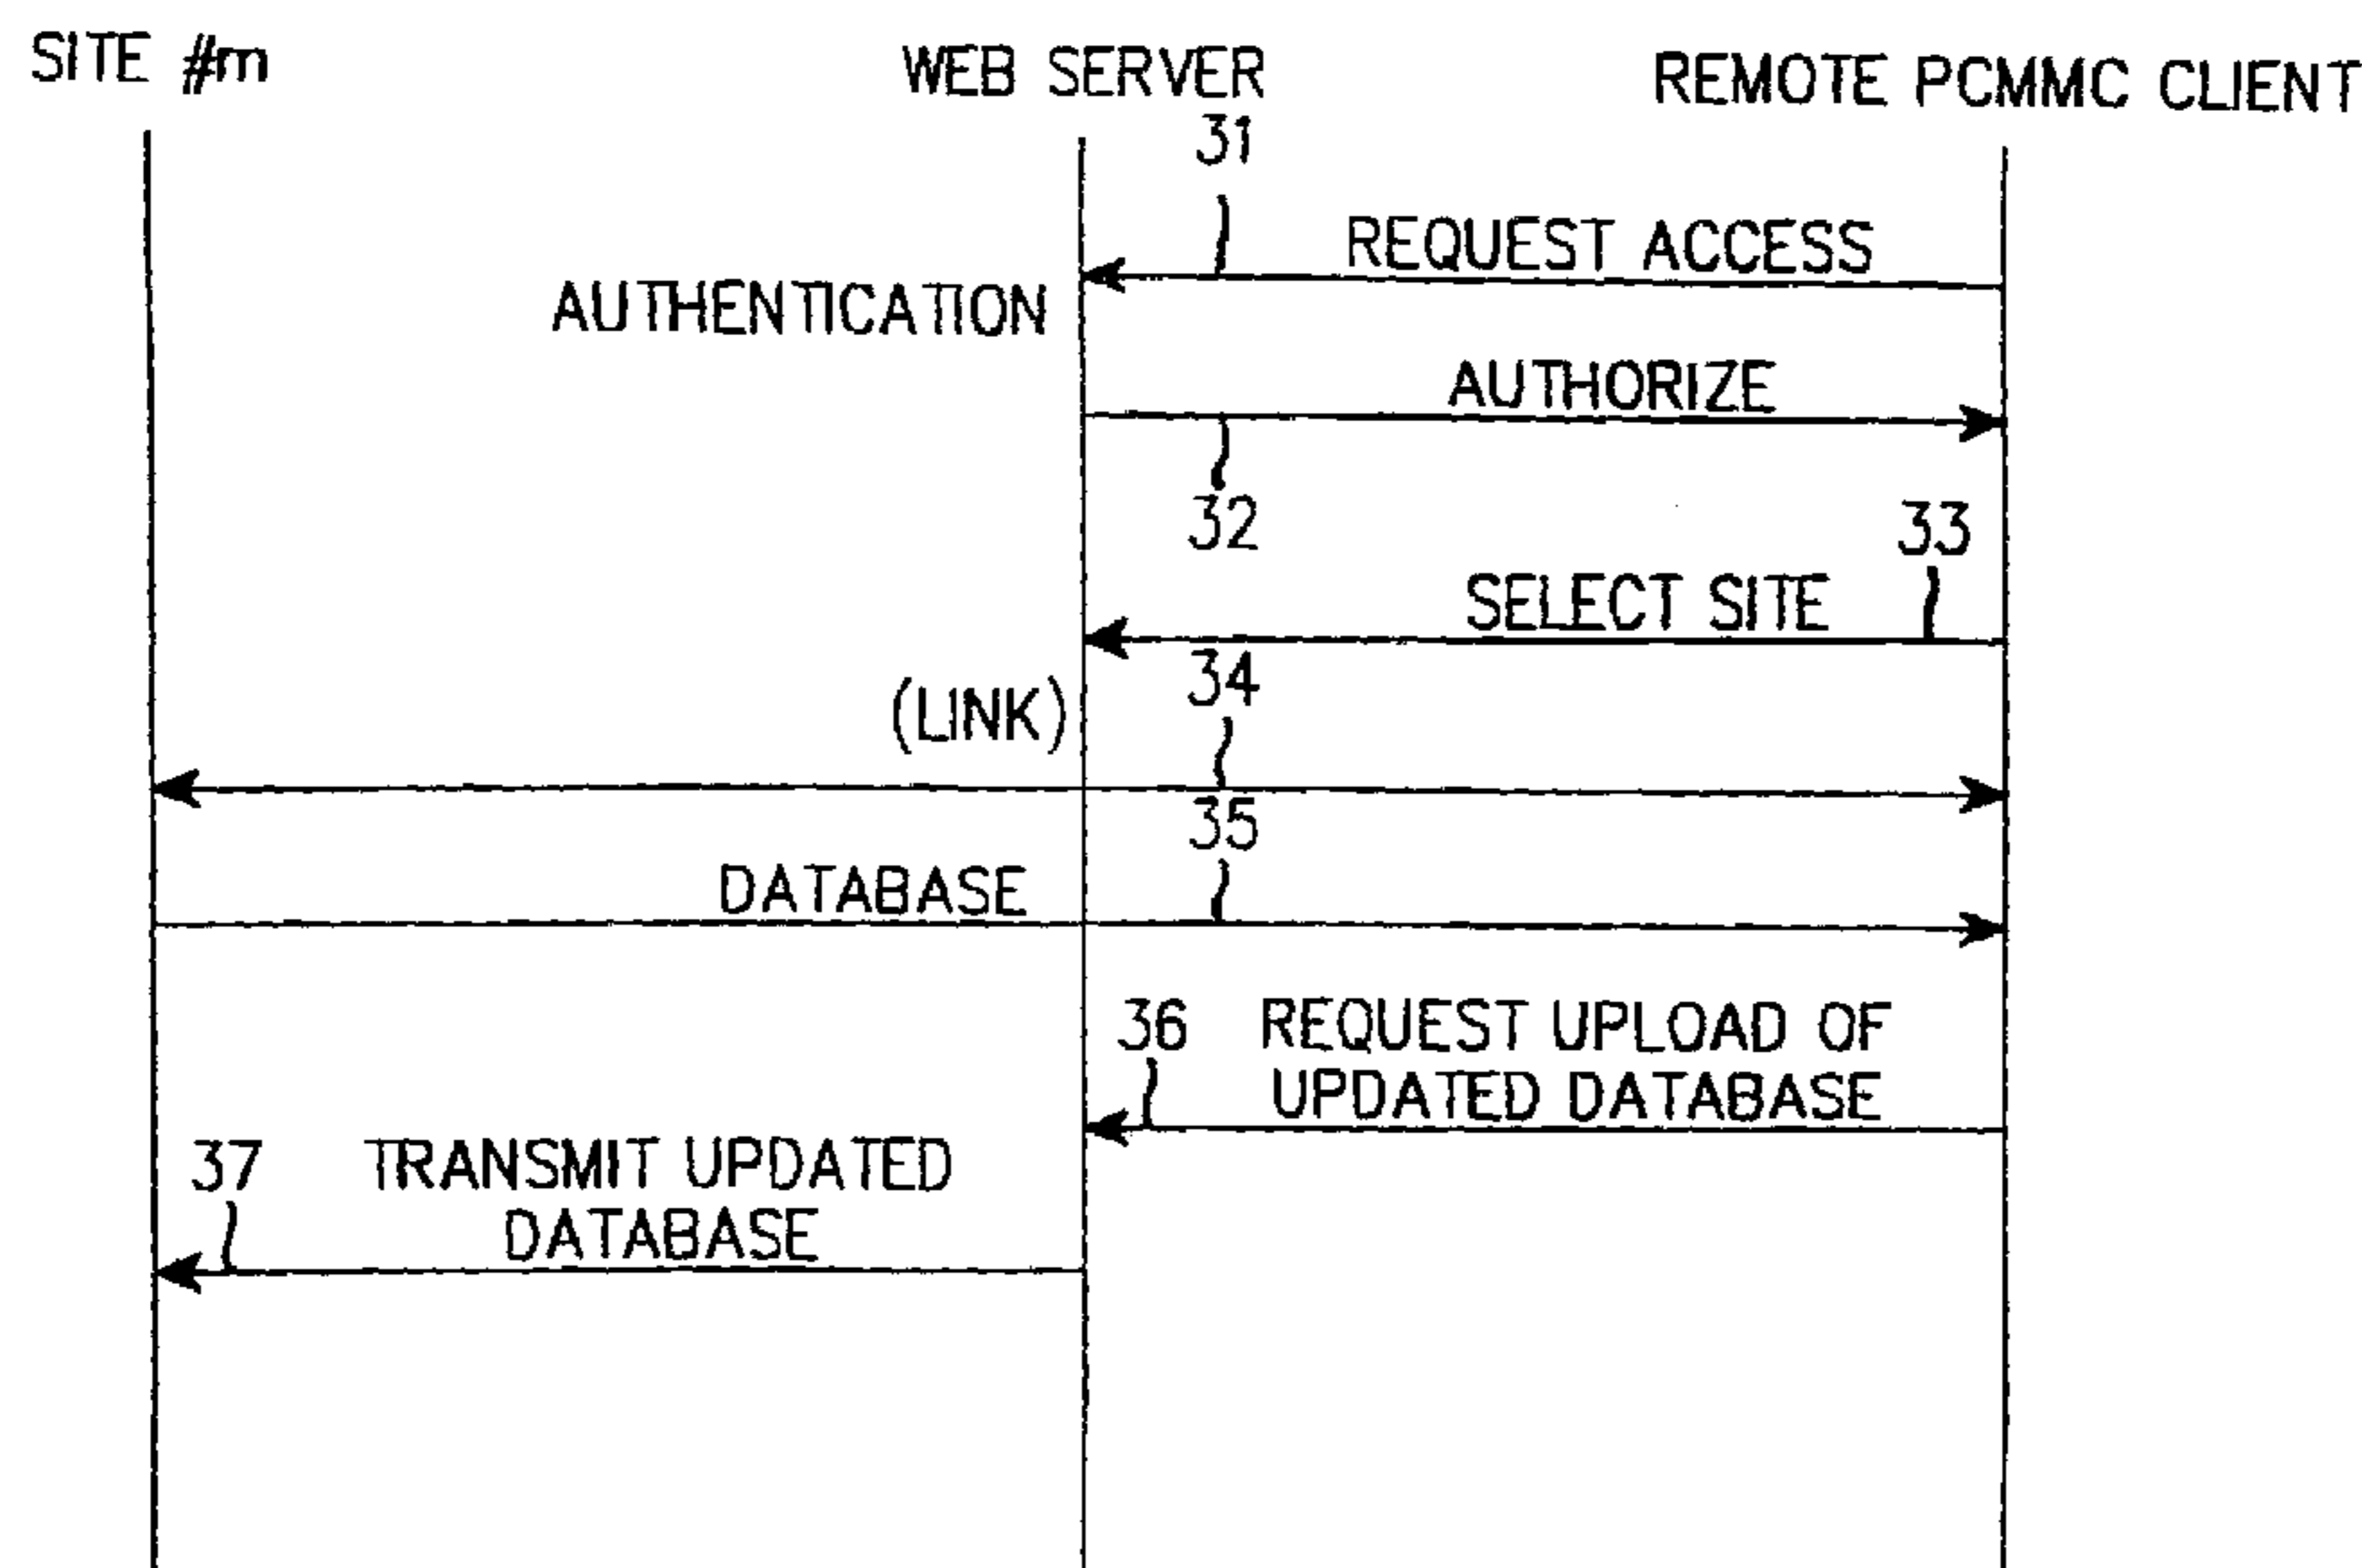 SITE #m
WEB SERVER
REMOTE PCMMC CLIENT
31
REQUEST ACCESS
AUTHENTICATION
AUTHORIZE
32
33
SELECT SITE
34
(LINK)
35
DATABASE
36
REQUEST UPLOAD OF
UPDATED DATABASE
37
TRANSMIT UPDATED
DATABASE